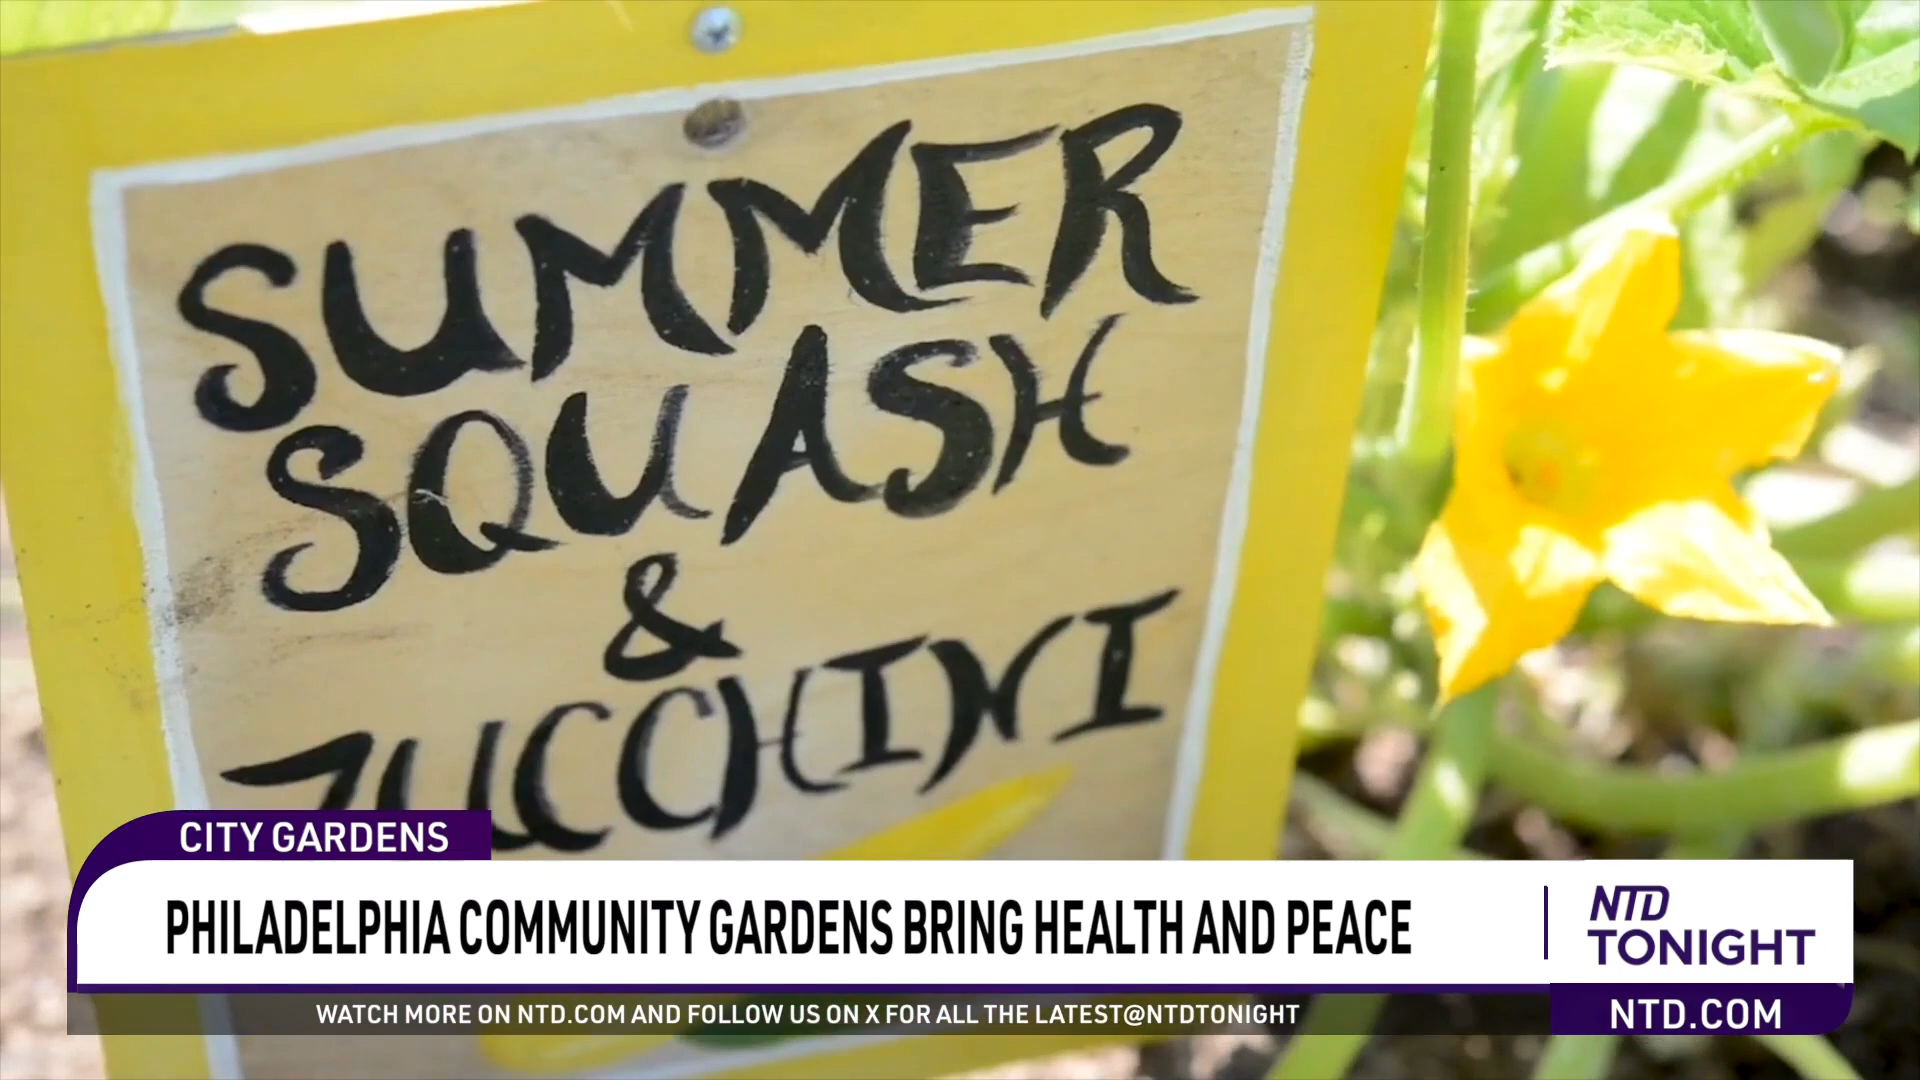 SUMMER
SQUASH
&
ZUCCHINI
CITY GARDENS
PHILADELPHIA COMMUNITY GARDENS BRING HEALTH AND PEACE
NTD
TONIGHT
WATCH MORE ON NTD.COM AND FOLLOW US ON X FOR ALL THE LATEST@NTDTONIGHT
NTD.COM